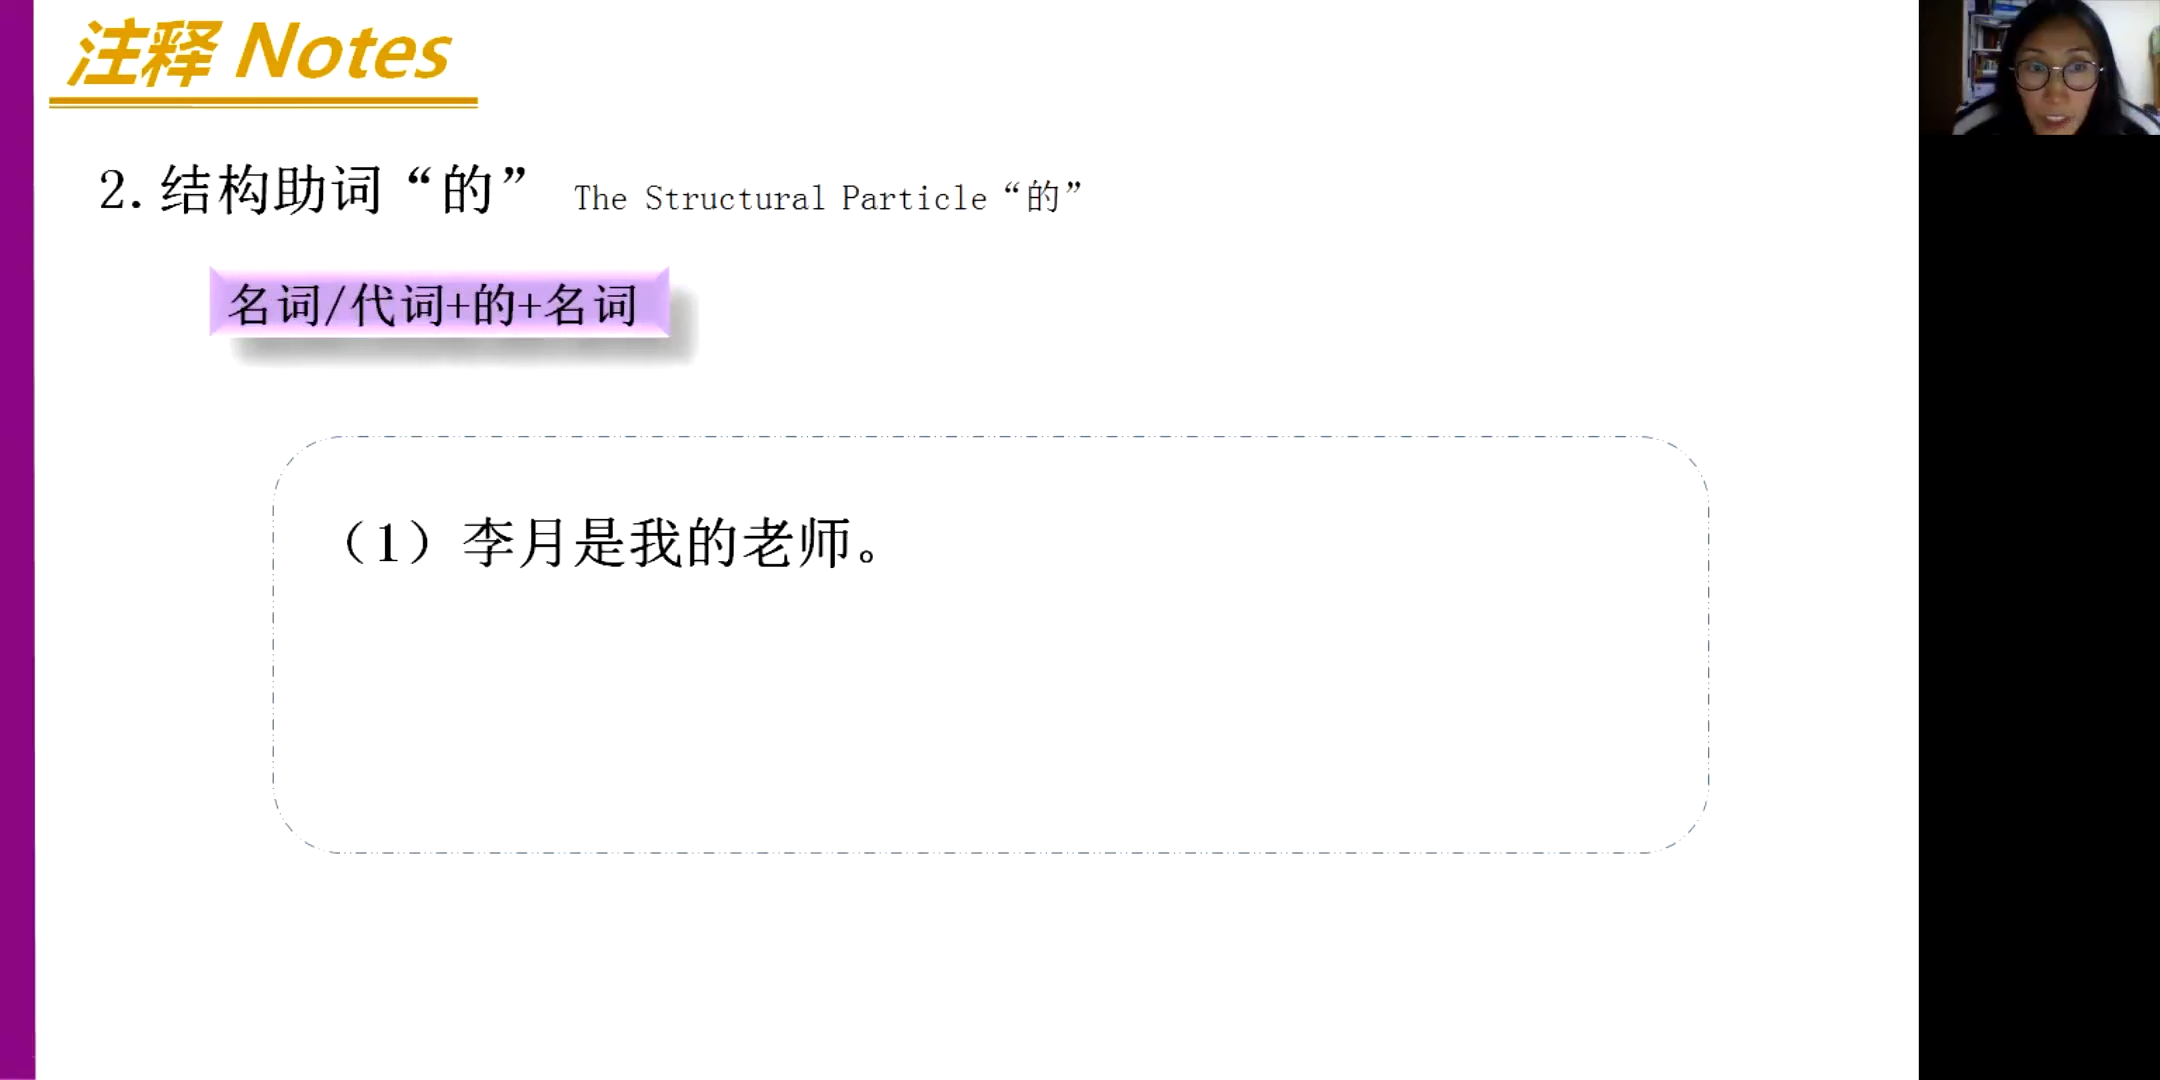 注释 Notes
2.结构助词“的” The Structural Particle“的”
名词/代词+的+名词
（1）李月是我的老师。